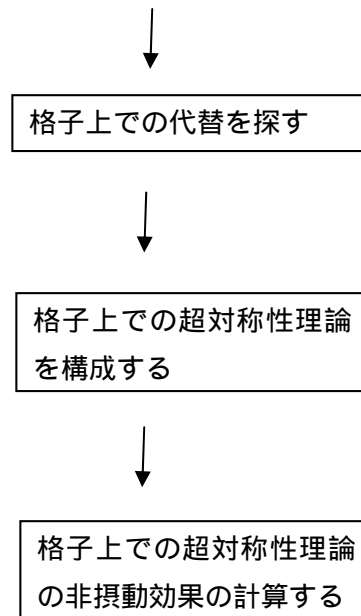 格子上での代替を探す
格子上での超対称性理論
を構成する
格子上での超対称性理論
の非摂動効果の計算する